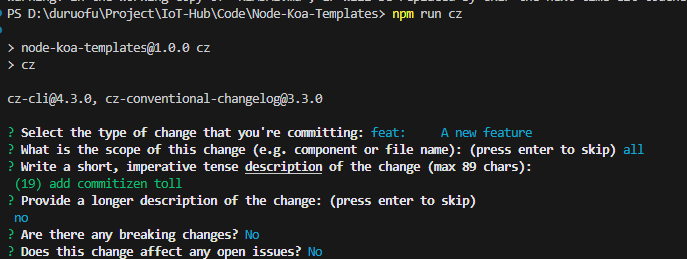 PS D:\duruofu\Project\IoT-Hub\Code\Node-Koa-Templates> npm run cz
> node-koa-templates@1.0.0 cz
> cz
cz-cli@4.3.0, cz-conventional-changelog@3.3.0
? Select the type of change that you're committing: feat:     A new feature
? What is the scope of this change (e.g. component or file name): (press enter to skip) all
? Write a short, imperative tense description of the change (max 89 chars):
(19) add commitizen toll
? Provide a longer description of the change: (press enter to skip)
no
? Are there any breaking changes? No
? Does this change affect any open issues? No